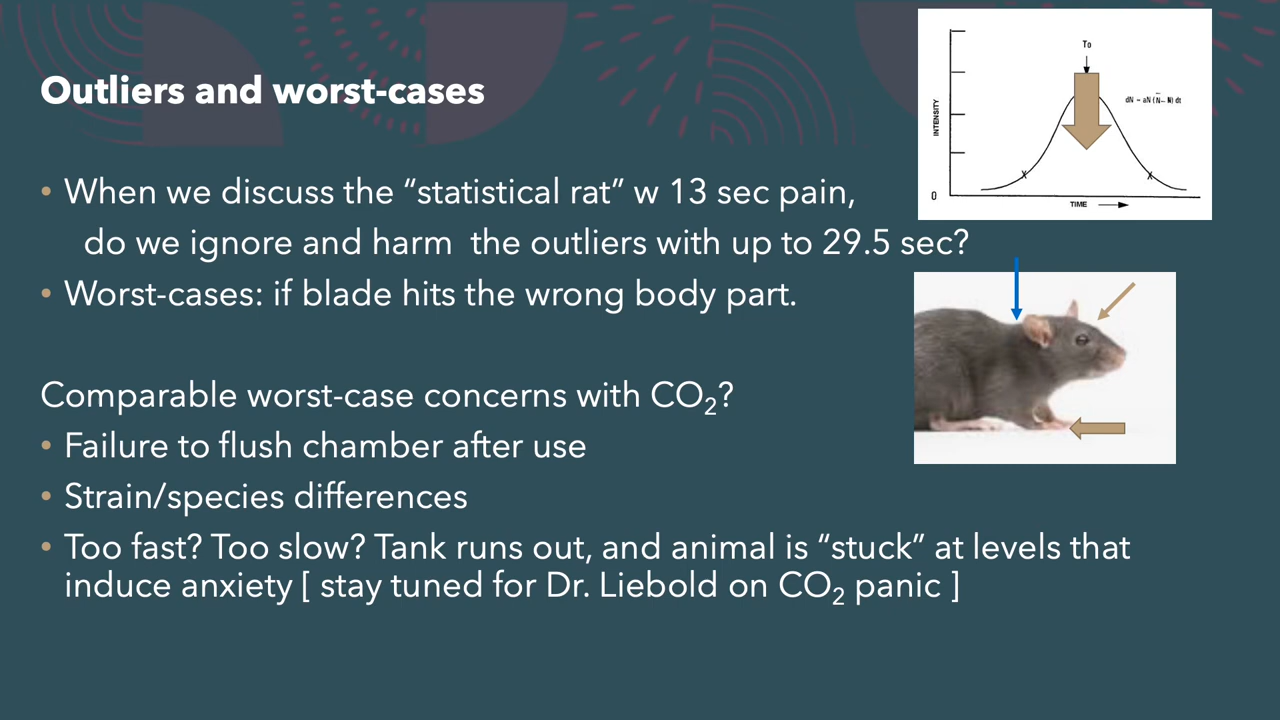 Outliers and worst-cases
• When we discuss the “statistical rat” w 13 sec pain,
do we ignore and harm the outliers with up to 29.5 sec?
• Worst-cases: if blade hits the wrong body part.
Comparable worst-case concerns with CO₂?
• Failure to flush chamber after use
• Strain/species differences
• Too fast? Too slow? Tank runs out, and animal is “stuck” at levels that
induce anxiety [ stay tuned for Dr. Liebold on CO₂ panic ]
To
INTENSITY
X
X
0
TIME